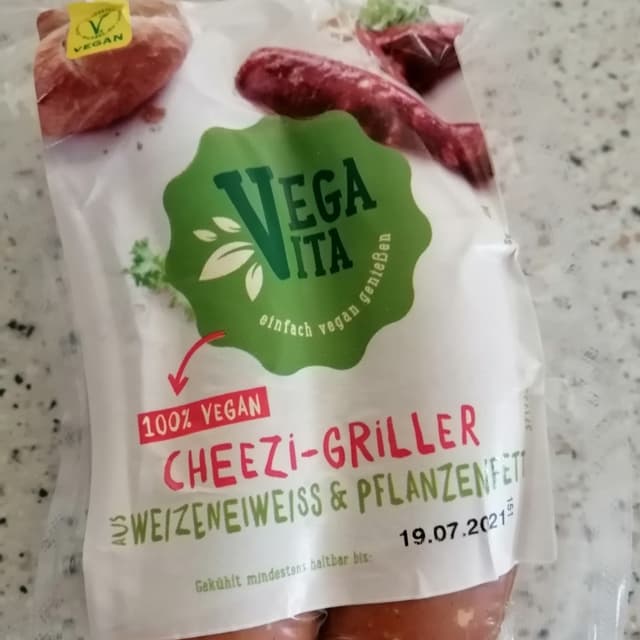 VEGAN
VEGA
VITA
einfach vegan genießen
100% VEGAN
CHEEZI-GRILLER
AUS WEIZENEIWEISS & PFLANZENFETT
19.07.2021
151
Gekühlt mindestens haltbar bis: